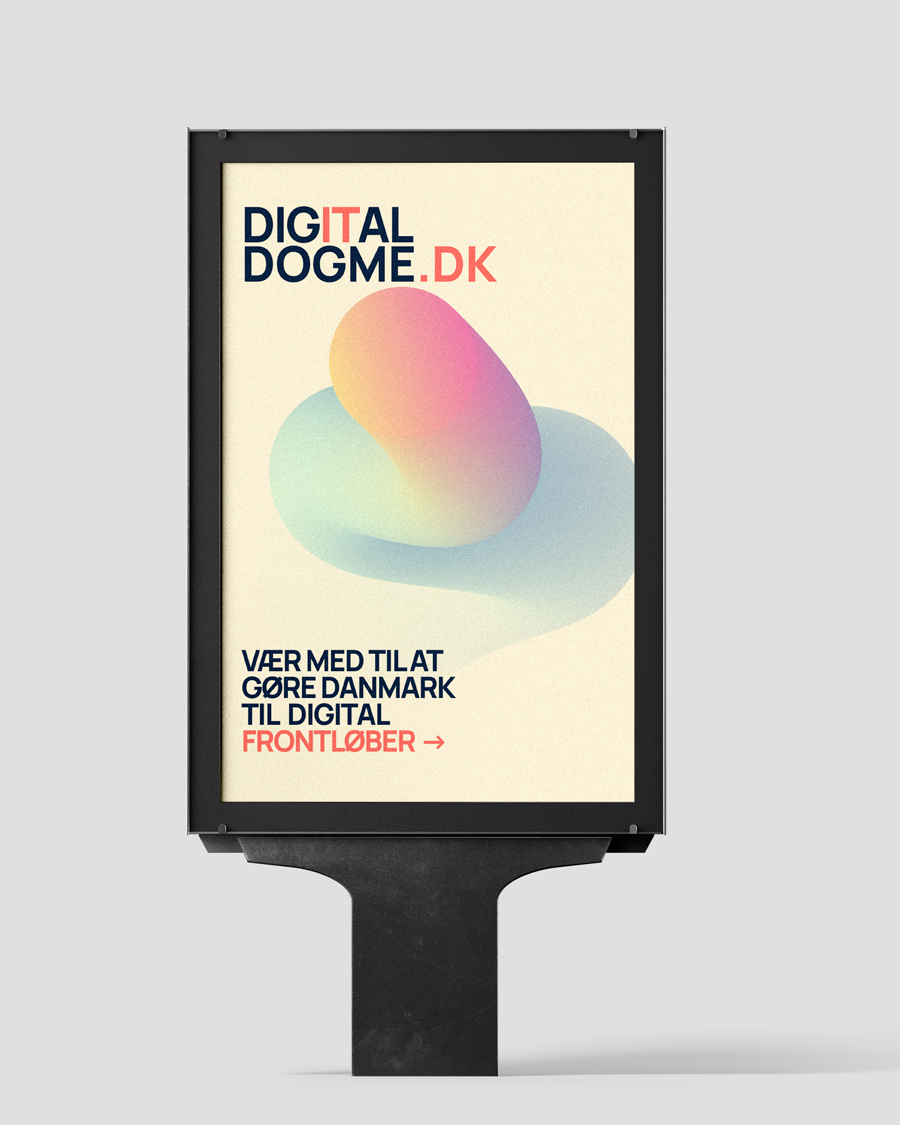 DIGITAL
DOGME.DK
VÆR MED TIL AT
GØRE DANMARK
TIL DIGITAL
FRONTLØBER →